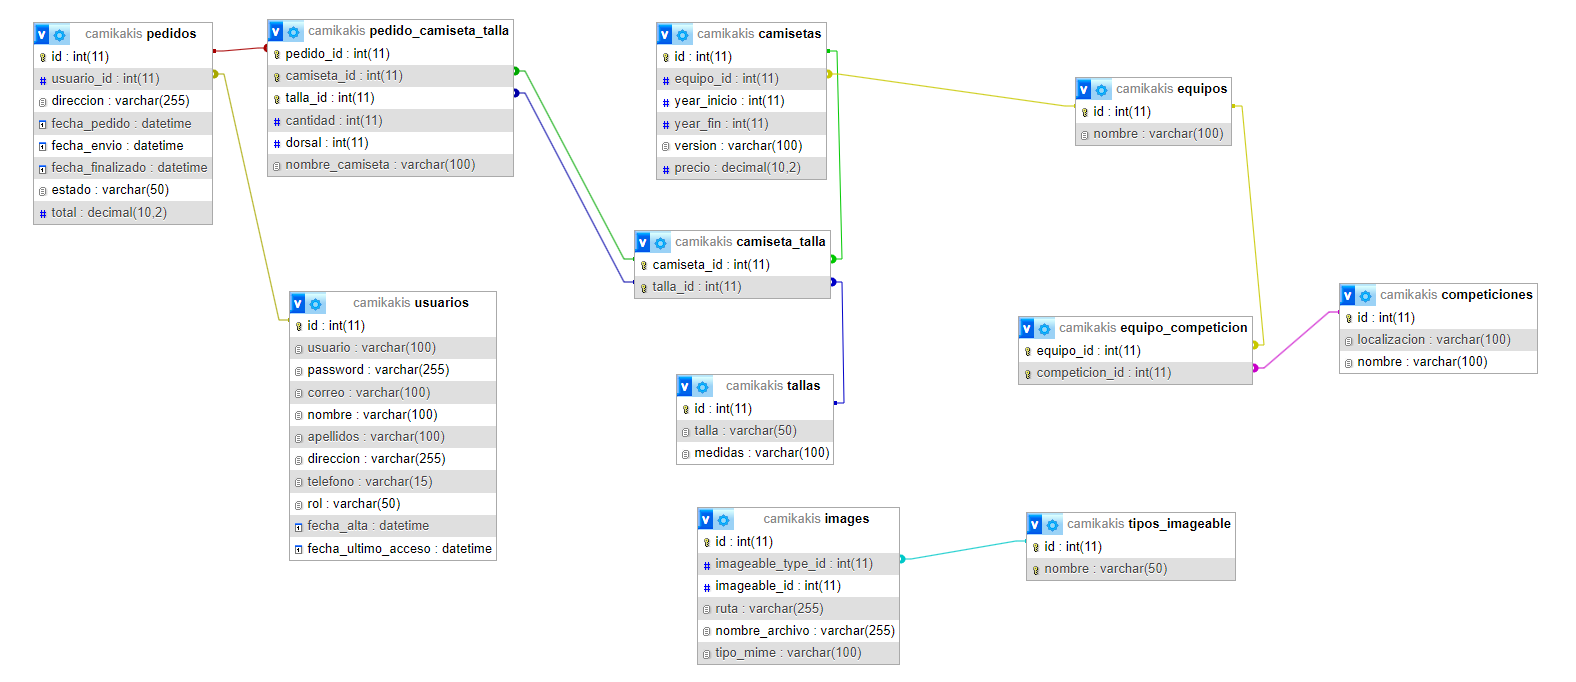 camikakis pedidos
id : int(11)
usuario_id : int(11)
direccion : varchar(255)
fecha_pedido : datetime
fecha_envio : datetime
fecha_finalizado : datetime
estado : varchar(50)
total : decimal(10,2)
camikakis pedido_camiseta_talla
pedido_id : int(11)
camiseta_id : int(11)
talla_id : int(11)
cantidad : int(11)
dorsal : int(11)
nombre_camiseta : varchar(100)
camikakis camisetas
id : int(11)
equipo_id : int(11)
year_inicio : int(11)
year_fin : int(11)
version : varchar(100)
precio : decimal(10,2)
camikakis equipos
id : int(11)
nombre : varchar(100)
camikakis camiseta_talla
camiseta_id : int(11)
talla_id : int(11)
camikakis usuarios
id : int(11)
usuario : varchar(100)
password : varchar(255)
correo : varchar(100)
nombre : varchar(100)
apellidos : varchar(100)
direccion : varchar(255)
telefono : varchar(15)
rol : varchar(50)
fecha_alta : datetime
fecha_ultimo_acceso : datetime
camikakis equipo_competicion
equipo_id : int(11)
competicion_id : int(11)
camikakis competiciones
id : int(11)
localizacion : varchar(100)
nombre : varchar(100)
camikakis tallas
id : int(11)
talla : varchar(50)
medidas : varchar(100)
camikakis images
id : int(11)
imageable_type_id : int(11)
imageable_id : int(11)
ruta : varchar(255)
nombre_archivo : varchar(255)
tipo_mime : varchar(100)
camikakis tipos_imageable
id : int(11)
nombre : varchar(50)